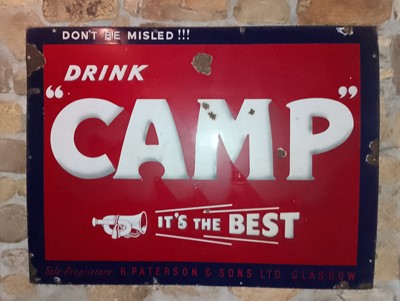 DON'T BE MISLED!!!
DRINK
"CAMP"
IT'S THE BEST
Sole Proprietors: R. PATERSON & SONS LTD. GLASGOW